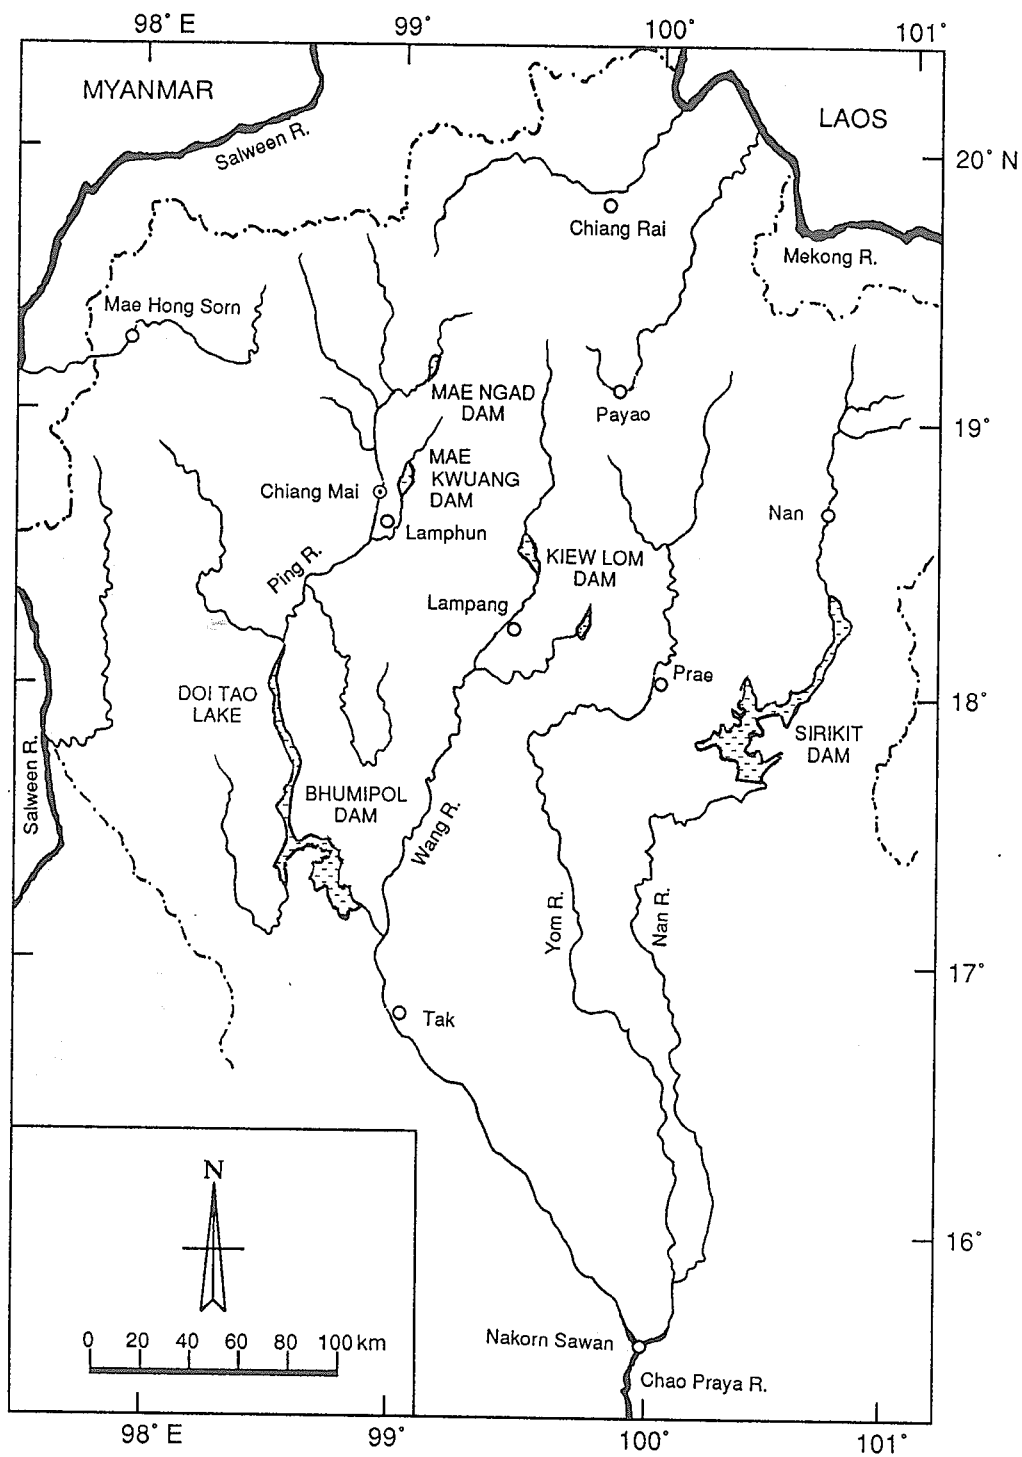 98° E
99°
100°
101°
MYANMAR
LAOS
Salween R.
20° N
Chiang Rai
Mekong R.
Mae Hong Sorn
MAE NGAD
DAM
Payao
19°
MAE
KWUANG
DAM
Chiang Mai
Nan
Lamphun
KIEW LOM
DAM
Ping R.
Lampang
Prae
DOI TAO
LAKE
18°
SIRIKIT
DAM
Salween R.
BHUMIPOL
DAM
Wang R.
Yom R.
Nan R.
17°
Tak
N
16°
0 20 40 60 80 100 km
Nakorn Sawan
Chao Praya R.
98° E
99°
100°
101°